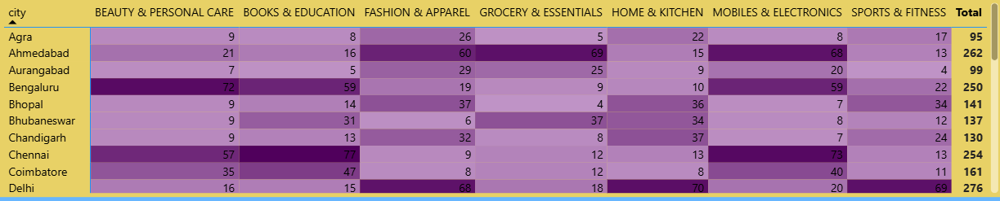 city BEAUTY & PERSONAL CARE BOOKS & EDUCATION FASHION & APPAREL GROCERY & ESSENTIALS HOME & KITCHEN MOBILES & ELECTRONICS SPORTS & FITNESS Total
Agra 9 8 26 5 22 8 17 95
Ahmedabad 21 16 60 69 15 68 13 262
Aurangabad 7 5 29 25 9 20 4 99
Bengaluru 72 59 19 9 10 59 22 250
Bhopal 9 14 37 4 36 7 34 141
Bhubaneswar 9 31 6 37 34 8 12 137
Chandigarh 9 13 32 8 37 7 24 130
Chennai 57 77 9 12 13 73 13 254
Coimbatore 35 47 8 12 8 40 11 161
Delhi 16 15 68 18 70 20 69 276